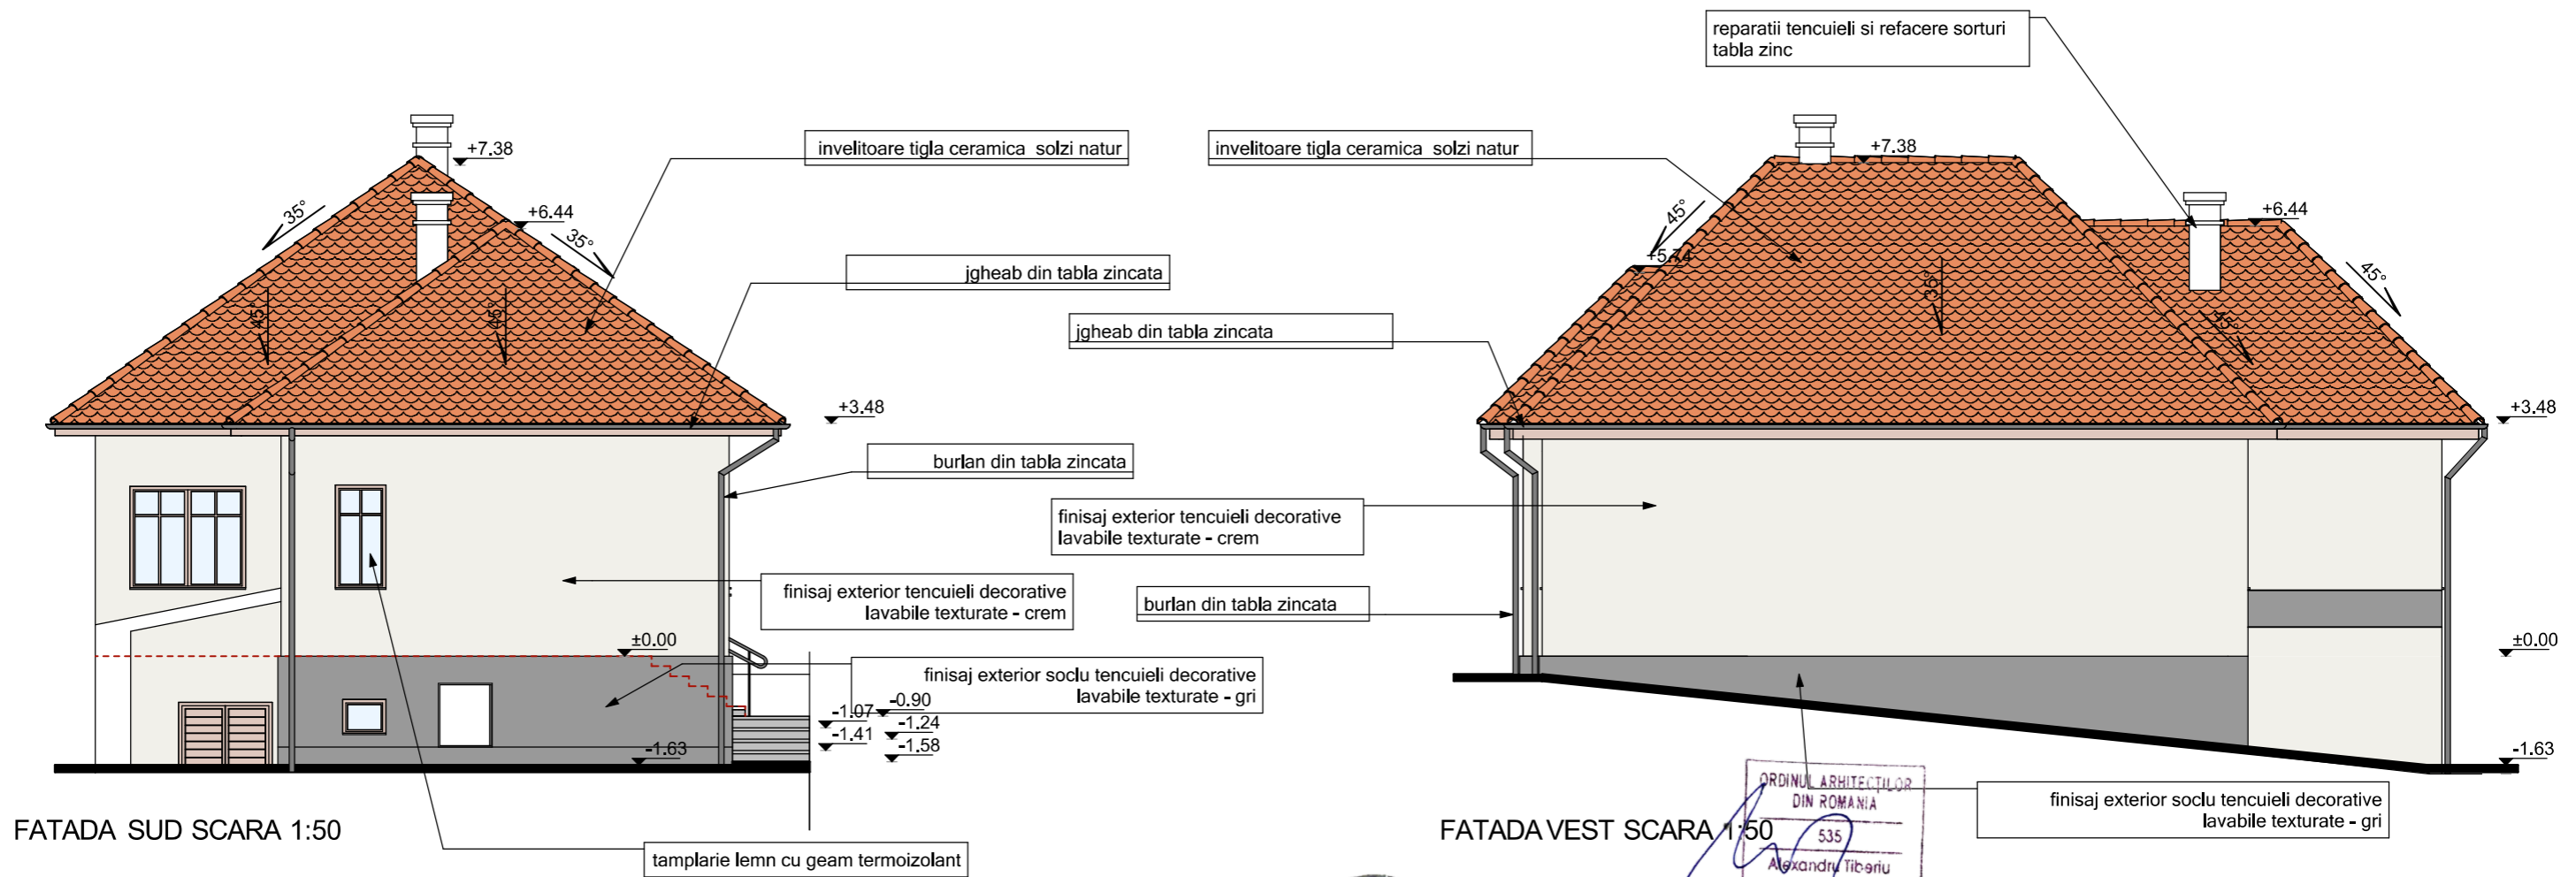 reparatii tencuieli si refacere sorturi
tabla zinc
+7.38
invelitoare tigla ceramica solzi natur
invelitoare tigla ceramica solzi natur
+7.38
35°
+6.44
35°
45°
+6.44
+5.74
45°
jgheab din tabla zincata
45°
45°
35°
45°
jgheab din tabla zincata
+3.48
+3.48
burlan din tabla zincata
finisaj exterior tencuieli decorative
lavabile texturate - crem
finisaj exterior tencuieli decorative
lavabile texturate - crem
burlan din tabla zincata
±0.00
±0.00
finisaj exterior soclu tencuieli decorative
lavabile texturate - gri
-0.90
-1.07
-1.24
-1.41
-1.58
-1.63
-1.63
finisaj exterior soclu tencuieli decorative
lavabile texturate - gri
FATADA SUD SCARA 1:50
FATADA VEST SCARA 1:50
tamplarie lemn cu geam termoizolant
ORDINUL ARHITECŢILOR
DIN ROMANIA
535
Alexandru Tiberiu